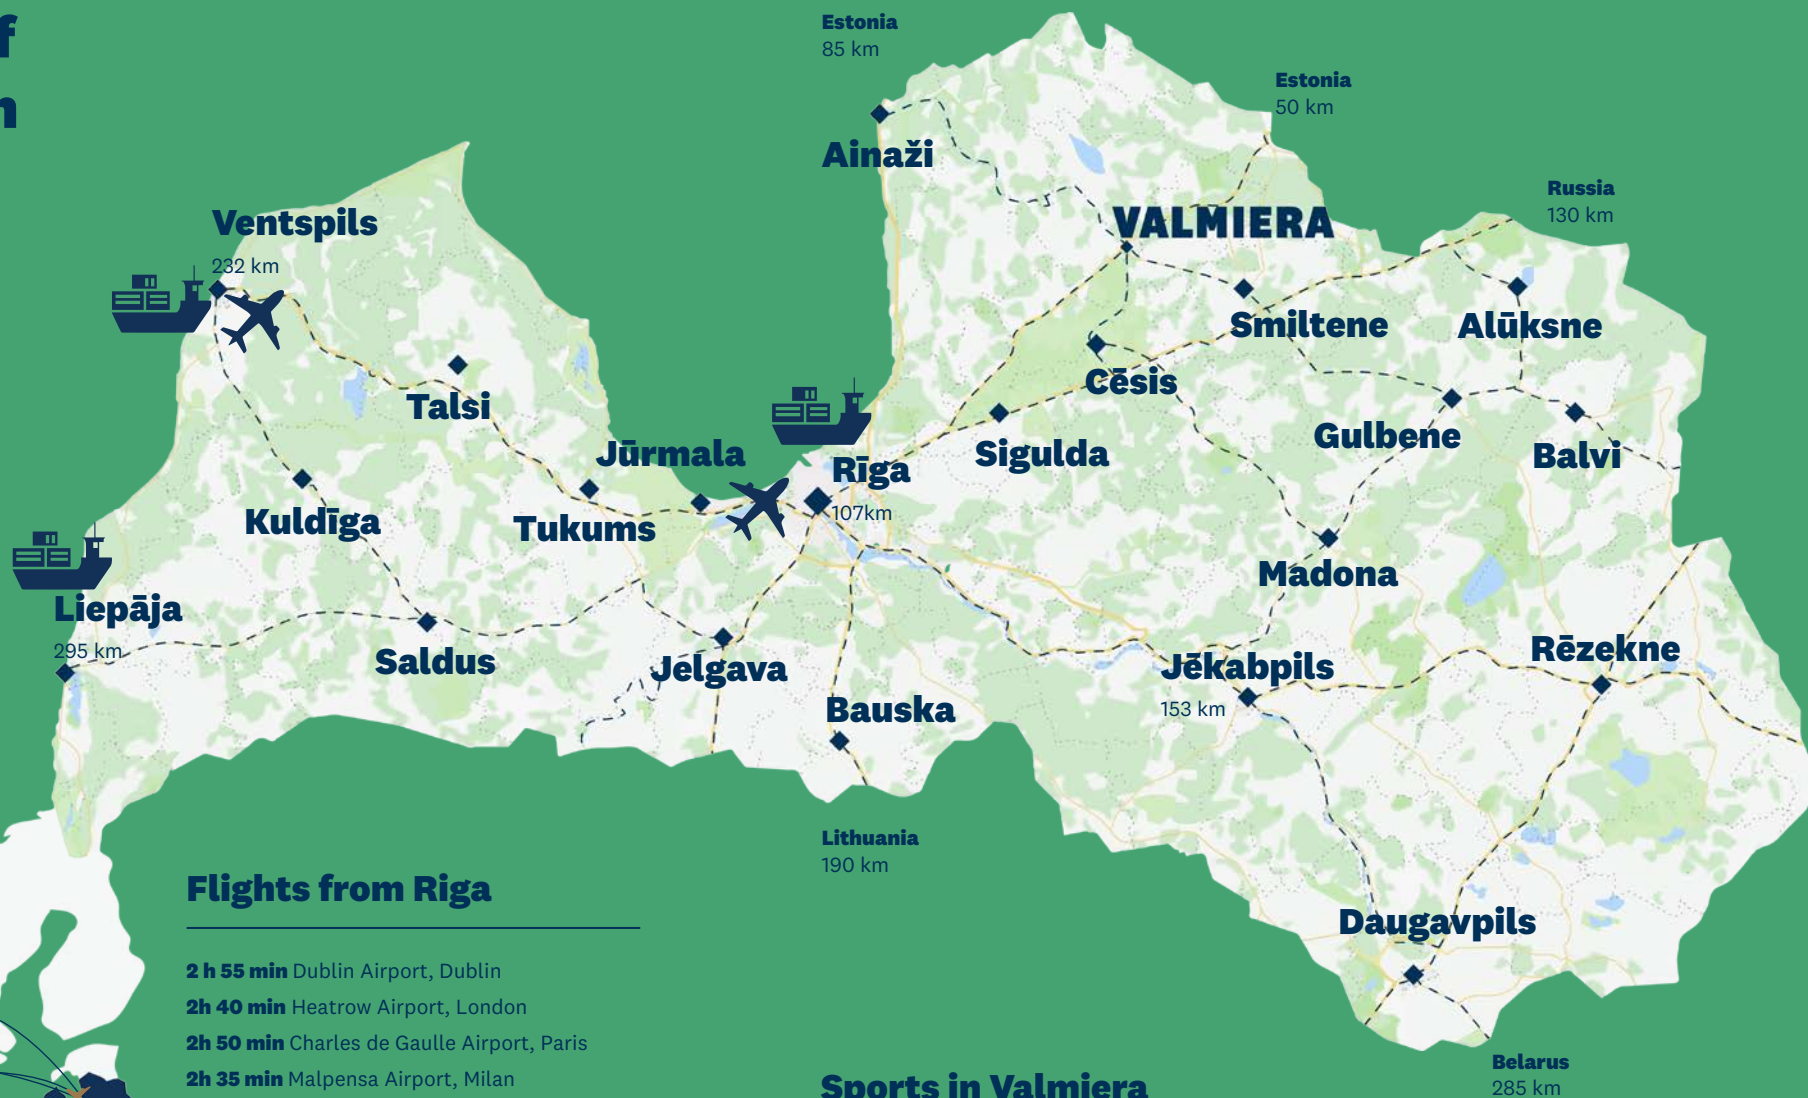 f
n
Estonia
85 km
Estonia
50 km
Ainaži
Russia
130 km
Ventspils
232 km
VALMIERA
Smiltene
Alūksne
Talsi
Cēsis
Gulbene
Balvi
Jūrmala
Rīga
107km
Sigulda
Kuldīga
Tukums
Madona
Liepāja
295 km
Saldus
Jelgava
Jēkabpils
153 km
Rēzekne
Bauska
Lithuania
190 km
Daugavpils
Flights from Riga
2 h 55 min Dublin Airport, Dublin
2h 40 min Heatrow Airport, London
2h 50 min Charles de Gaulle Airport, Paris
2h 35 min Malpensa Airport, Milan
Belarus
285 km
Sports in Valmiera